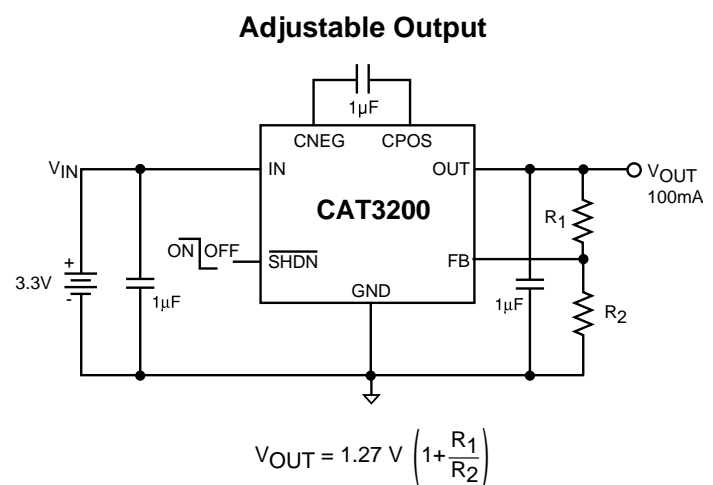 Adjustable Output
1µF
CNEG CPOS
VIN
IN
OUT
VOUT
100mA
CAT3200
R1
ON OFF
SHDN
FB
3.3V
+
-
1µF
GND
1µF
R2
VOUT = 1.27 V (1+R1/R2)